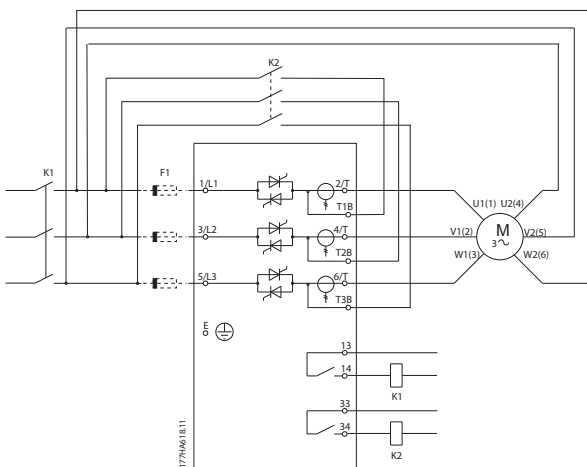 K2
K1
F1
1/L1
2/T
T1B
U1(1) U2(4)
3/L2
4/T
T2B
V1(2)
M
3~
V2(5)
W1(3)
W2(6)
5/L3
6/T
T3B
E
13
14
K1
33
34
K2
177HA618.11